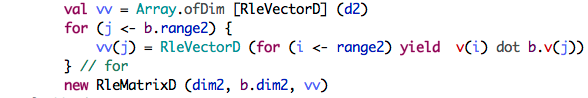 val vv = Array.ofDim [RleVectorD] (d2)
for (j <- b.range2) {
vv(j) = RleVectorD (for (i <- range2) yield v(i) dot b.v(j))
} // for
new RleMatrixD (dim2, b.dim2, vv)